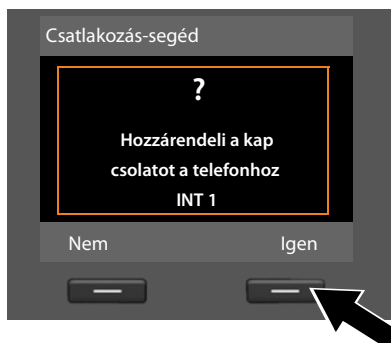 Csatlakozás-segéd
?
Hozzárendeli a kap
csolatot a telefonhoz
INT 1
Nem Igen